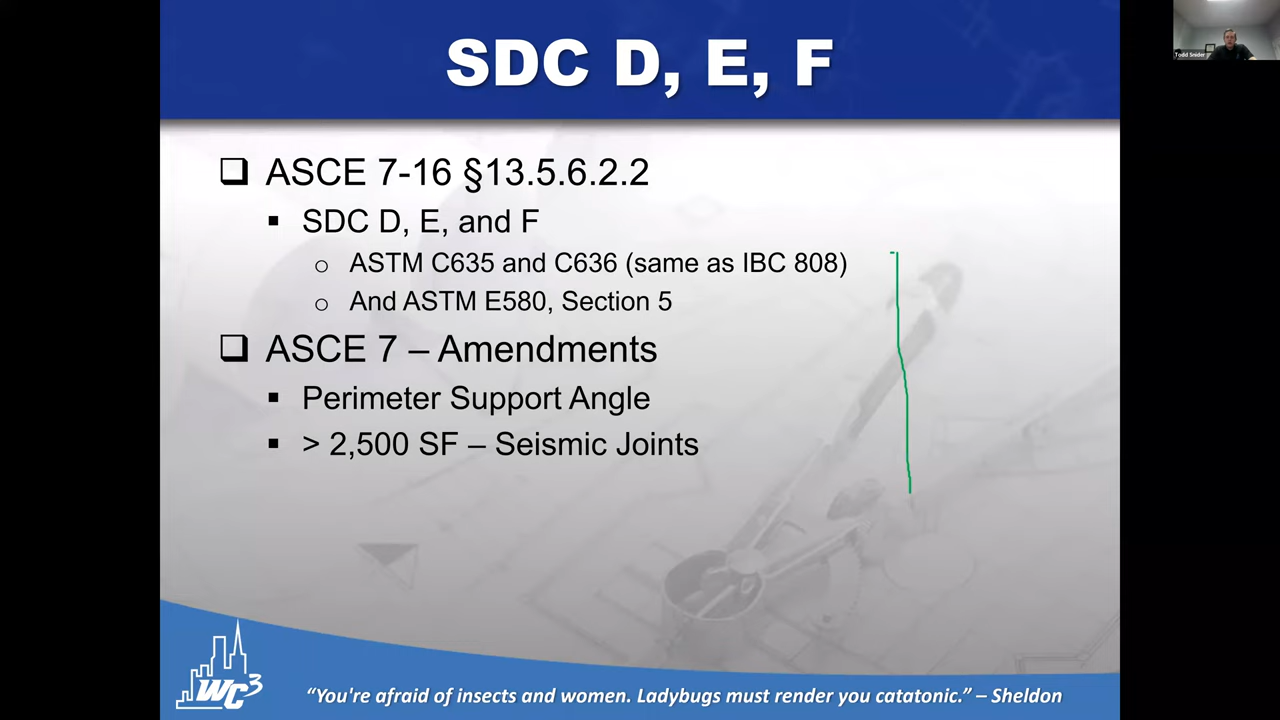 SDC D, E, F
Todd Snider
ASCE 7-16 §13.5.6.2.2
SDC D, E, and F
ASTM C635 and C636 (same as IBC 808)
And ASTM E580, Section 5
ASCE 7 – Amendments
Perimeter Support Angle
> 2,500 SF – Seismic Joints
WC3
“You're afraid of insects and women. Ladybugs must render you catatonic.” – Sheldon